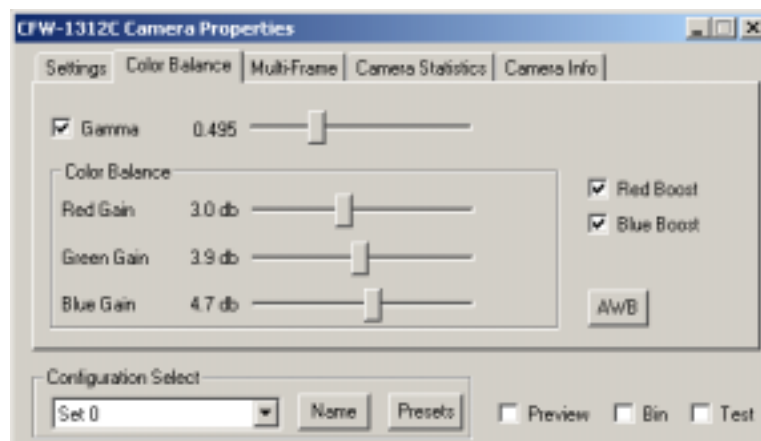 CFW-1312C Camera Properties
Settings Color Balance Multi-Frame Camera Statistics Camera Info
Gamma 0.495
Color Balance
Red Gain 3.0 db
Green Gain 3.9 db
Blue Gain 4.7 db
Red Boost
Blue Boost
AWB
Configuration Select
Set 0 Name Presets Preview Bin Test